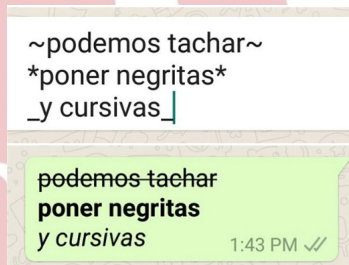 ~podemos tachar~
*poner negritas*
_y cursivas_
podemos tachar
poner negritas
y cursivas
1:43 PM